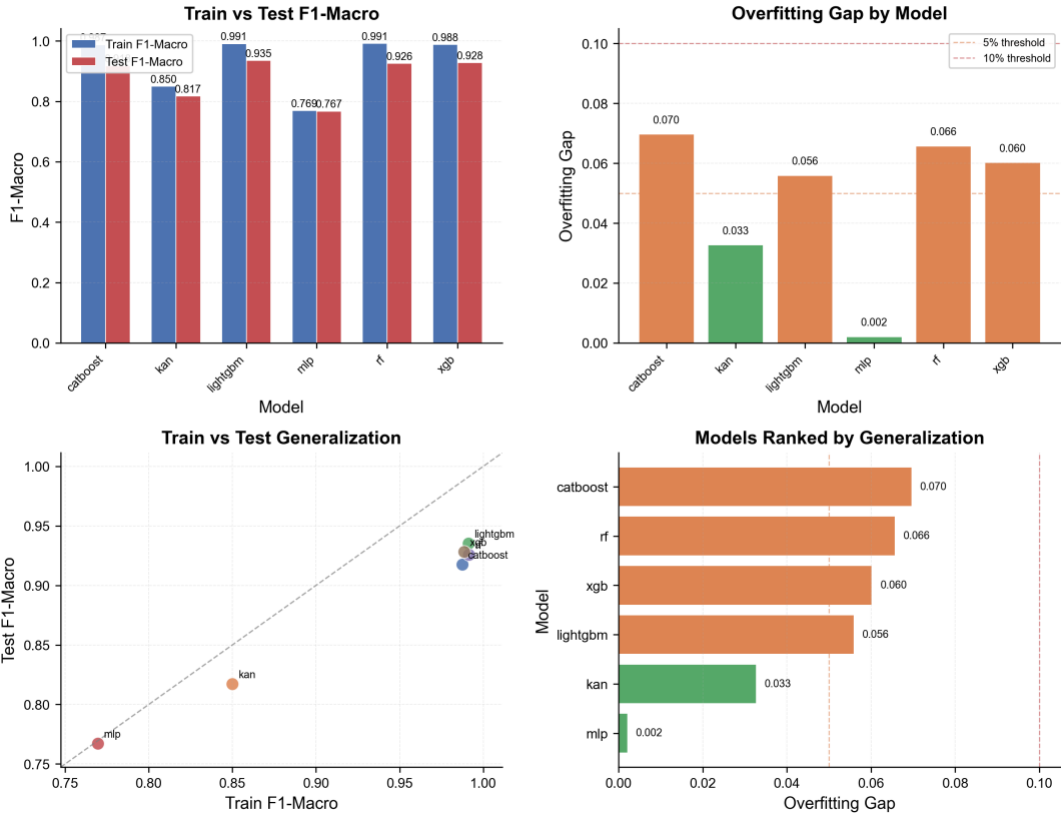 Train vs Test F1-Macro
Train F1-Macro
Test F1-Macro
0.850
0.817
0.991
0.935
0.769
0.767
0.991
0.926
0.988
0.928
1.0
0.8
0.6
0.4
0.2
0.0
F1-Macro
catboost
kan
lightgbm
mlp
rf
xgb
Model
Overfitting Gap by Model
5% threshold
10% threshold
0.10
0.08
0.06
0.04
0.02
0.00
Overfitting Gap
0.070
0.033
0.056
0.002
0.066
0.060
catboost
kan
lightgbm
mlp
rf
xgb
Model
Train vs Test Generalization
1.00
0.95
0.90
0.85
0.80
0.75
Test F1-Macro
lightgbm
xgb
catboost
kan
mlp
0.75
0.80
0.85
0.90
0.95
1.00
Train F1-Macro
Models Ranked by Generalization
Model
catboost
0.070
rf
0.066
xgb
0.060
lightgbm
0.056
kan
0.033
mlp
0.002
0.00
0.02
0.04
0.06
0.08
0.10
Overfitting Gap